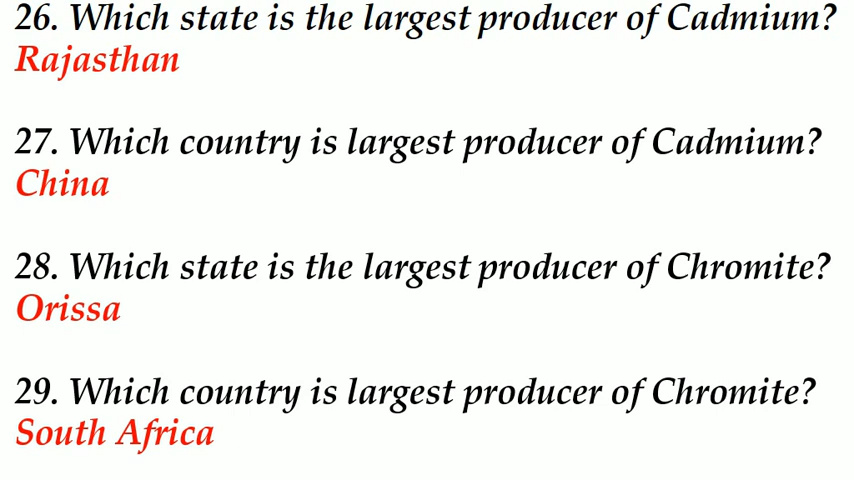 26. Which state is the largest producer of Cadmium?
Rajasthan
27. Which country is largest producer of Cadmium?
China
28. Which state is the largest producer of Chromite?
Orissa
29. Which country is largest producer of Chromite?
South Africa